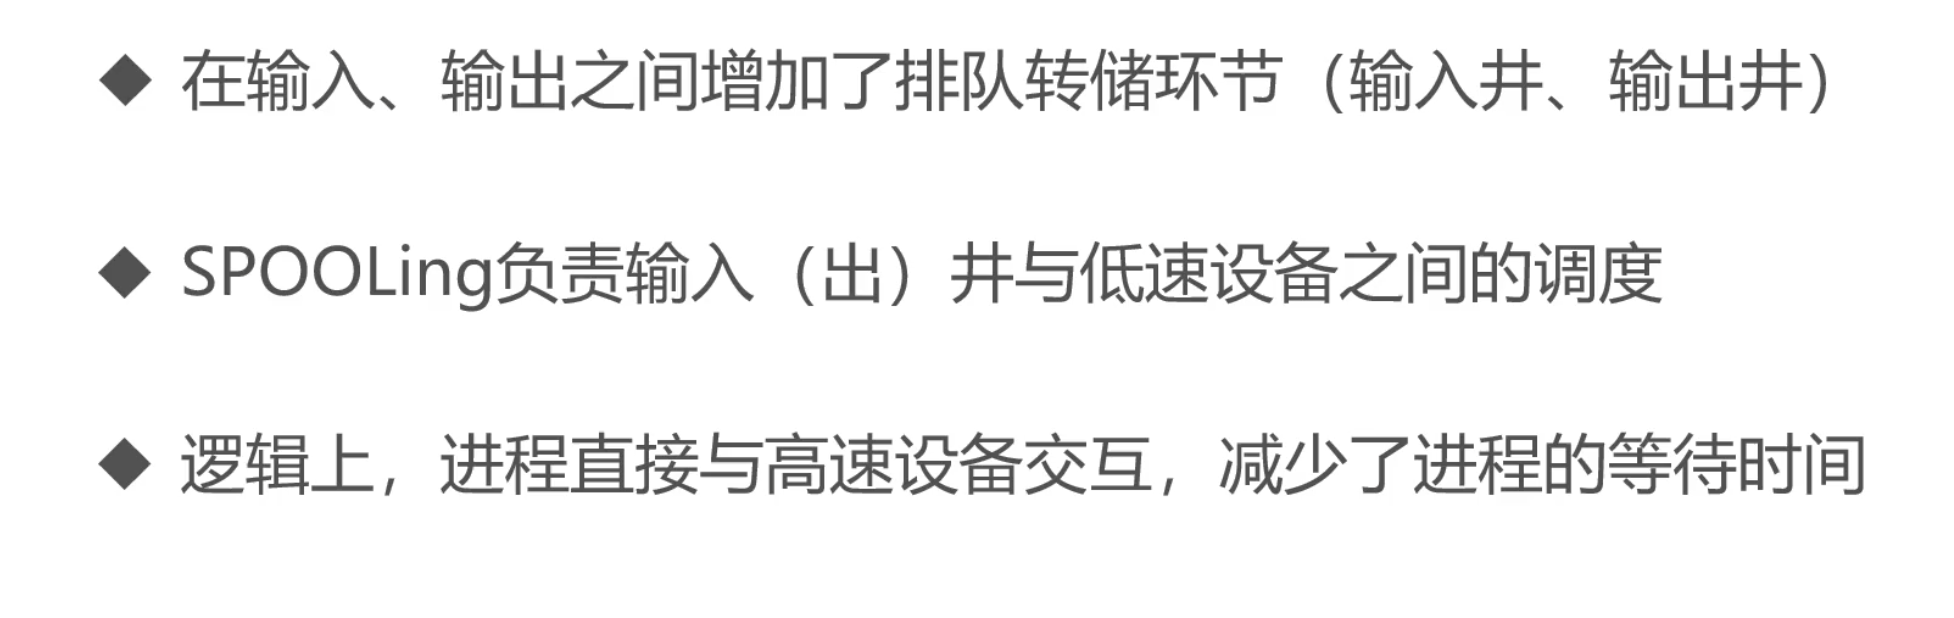 ◆ 在输入、输出之间增加了排队转储环节（输入井、输出井）
◆ SPOOLing负责输入（出）井与低速设备之间的调度
◆ 逻辑上，进程直接与高速设备交互，减少了进程的等待时间